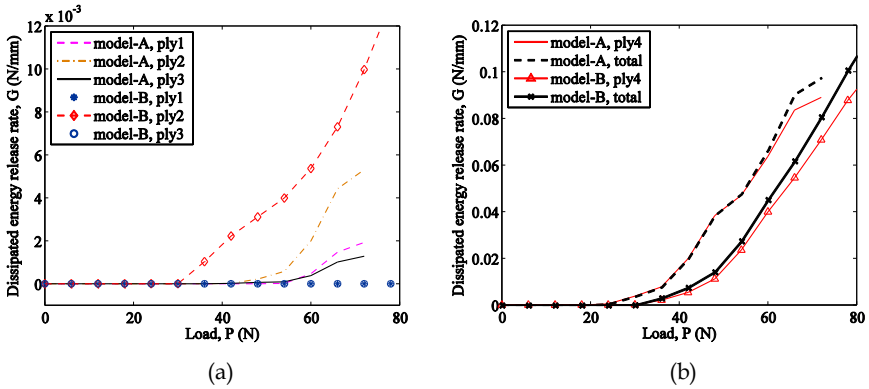 x 10⁻³
12
10
8
6
4
2
0
0 20 40 60 80
Dissipated energy release rate, G (N/mm)
Load, P (N)
model-A, ply1
model-A, ply2
model-A, ply3
model-B, ply1
model-B, ply2
model-B, ply3
(a)
0.12
0.1
0.08
0.06
0.04
0.02
0
0 20 40 60 80
Dissipated energy release rate, G (N/mm)
Load, P (N)
model-A, ply4
model-A, total
model-B, ply4
model-B, total
(b)